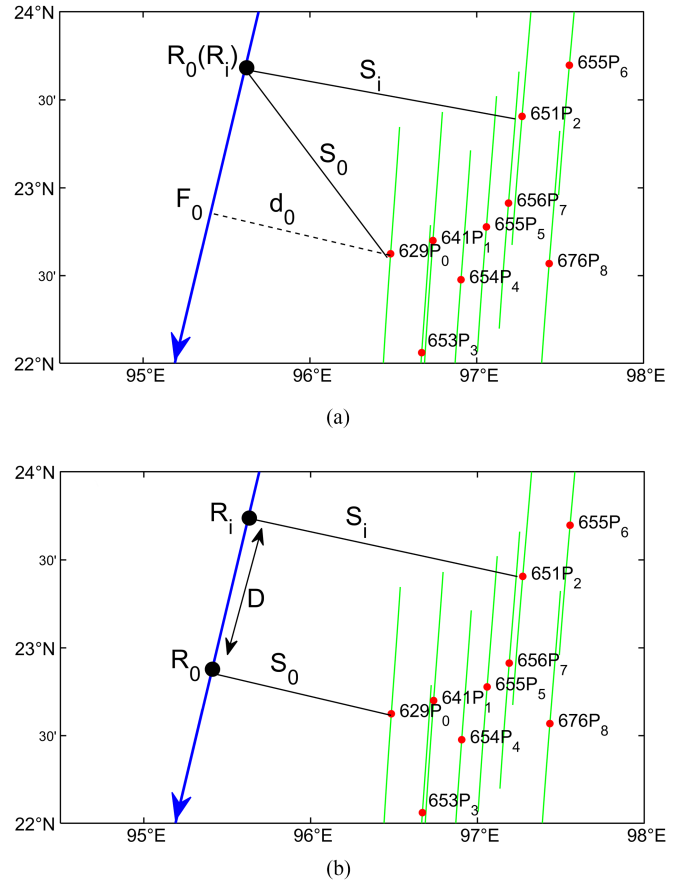 24°N
R₀(Rᵢ)
Sᵢ
655P₆
30'
651P₂
S₀
23°N
F₀
d₀
656P₇
641P₁
655P₅
629P₀
30'
676P₈
654P₄
653P₃
22°N
95°E 96°E 97°E 98°E
(a)
24°N
Rᵢ
Sᵢ
655P₆
30'
651P₂
D
23°N
R₀
S₀
656P₇
641P₁
655P₅
629P₀
30'
676P₈
654P₄
653P₃
22°N
95°E 96°E 97°E 98°E
(b)